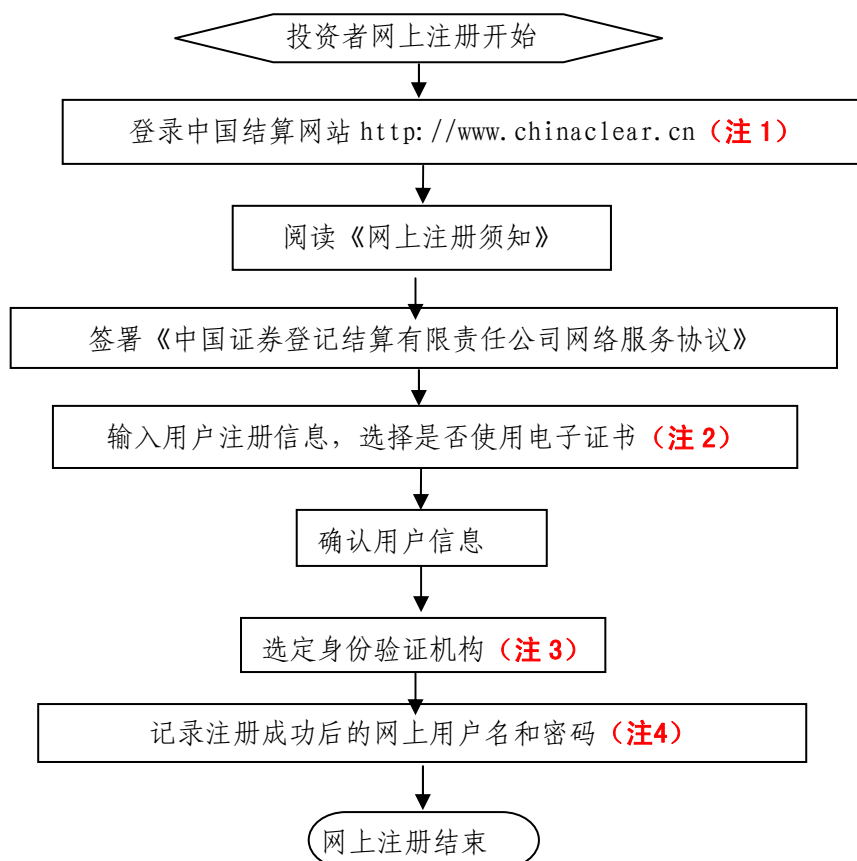 投资者网上注册开始
登录中国结算网站 http://www.chinaclear.cn（注 1）
阅读《网上注册须知》
签署《中国证券登记结算有限责任公司网络服务协议》
输入用户注册信息，选择是否使用电子证书（注 2）
确认用户信息
选定身份验证机构（注 3）
记录注册成功后的网上用户名和密码（注4）
网上注册结束